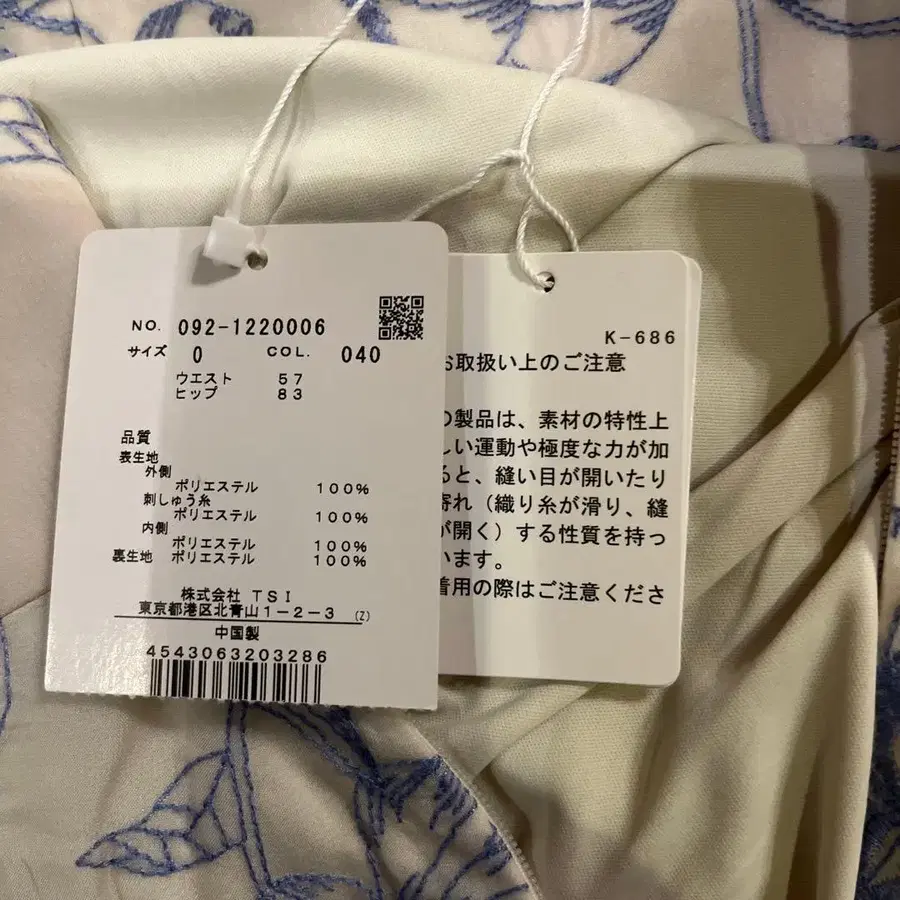 NO. 092-1220006
サイズ 0 COL. 040
ウエスト 57
ヒップ 83
品質
表生地
外側
ポリエステル 100%
刺しゅう糸
ポリエステル 100%
内側
ポリエステル 100%
裏生地 ポリエステル 100%
株式会社 TSI
東京都港区北青山1-2-3 (Z)
中国製
4543063203286
K-686
お取扱い上のご注意
の製品は、素材の特性上
しい運動や極度な力が加
ると、縫い目が開いたり
寄れ(織り糸が滑り、縫
が開く)する性質を持っ
います。
着用の際はご注意くださ